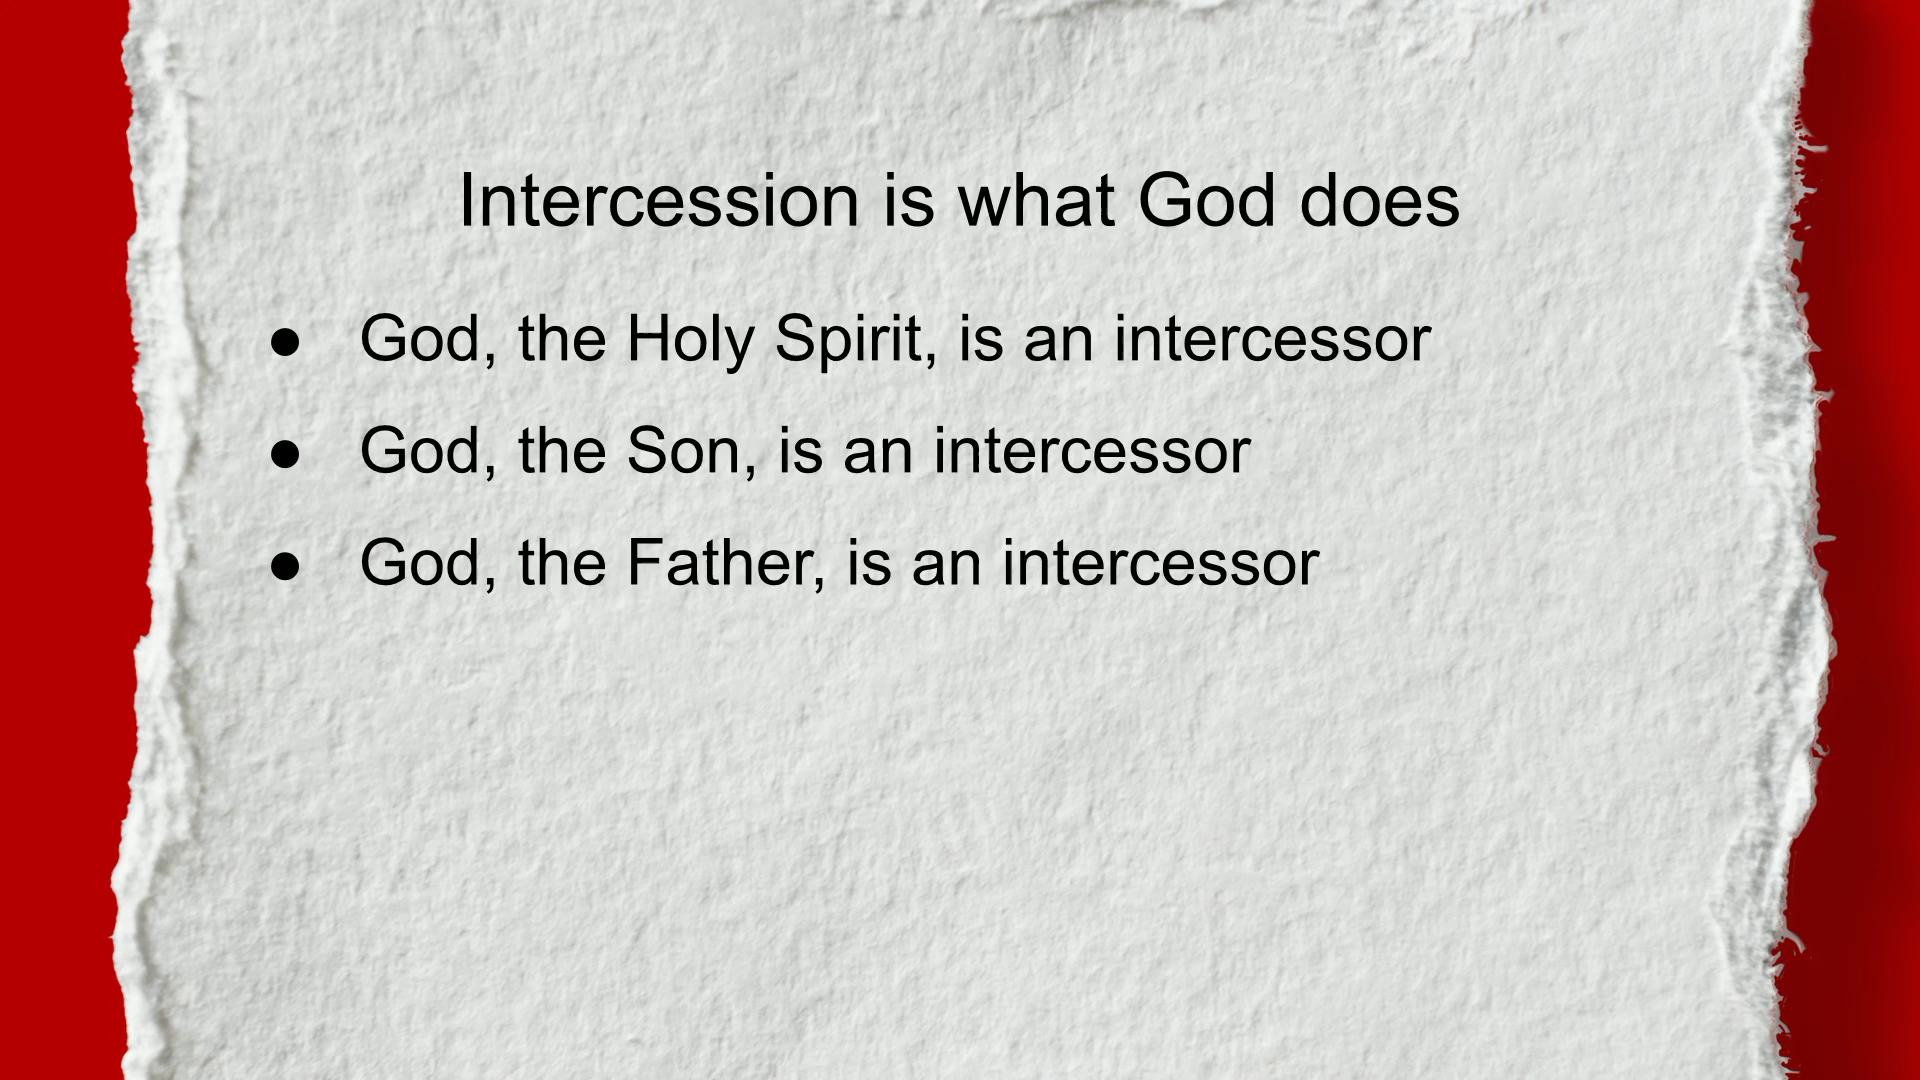 Intercession is what God does
● God, the Holy Spirit, is an intercessor
● God, the Son, is an intercessor
● God, the Father, is an intercessor